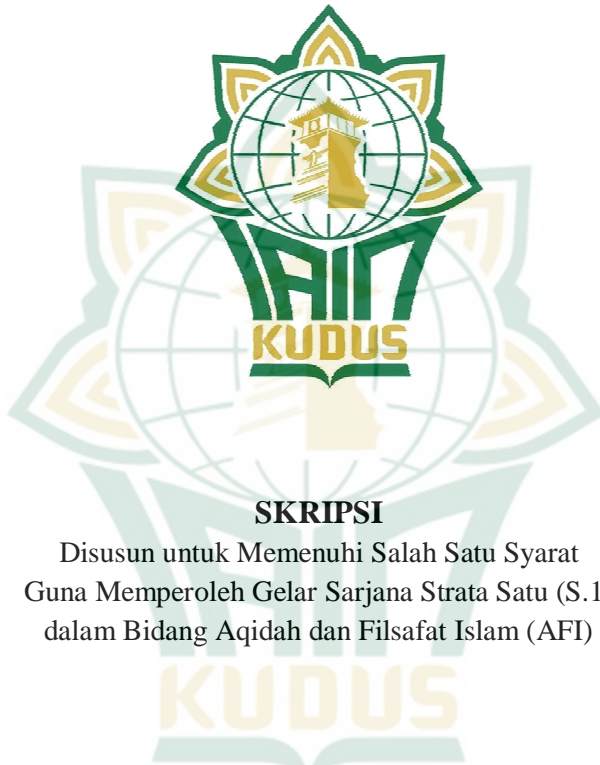 IAIN
KUDUS
SKRIPSI
Disusun untuk Memenuhi Salah Satu Syarat
Guna Memperoleh Gelar Sarjana Strata Satu (S.1
dalam Bidang Aqidah dan Filsafat Islam (AFI)
KUDUS